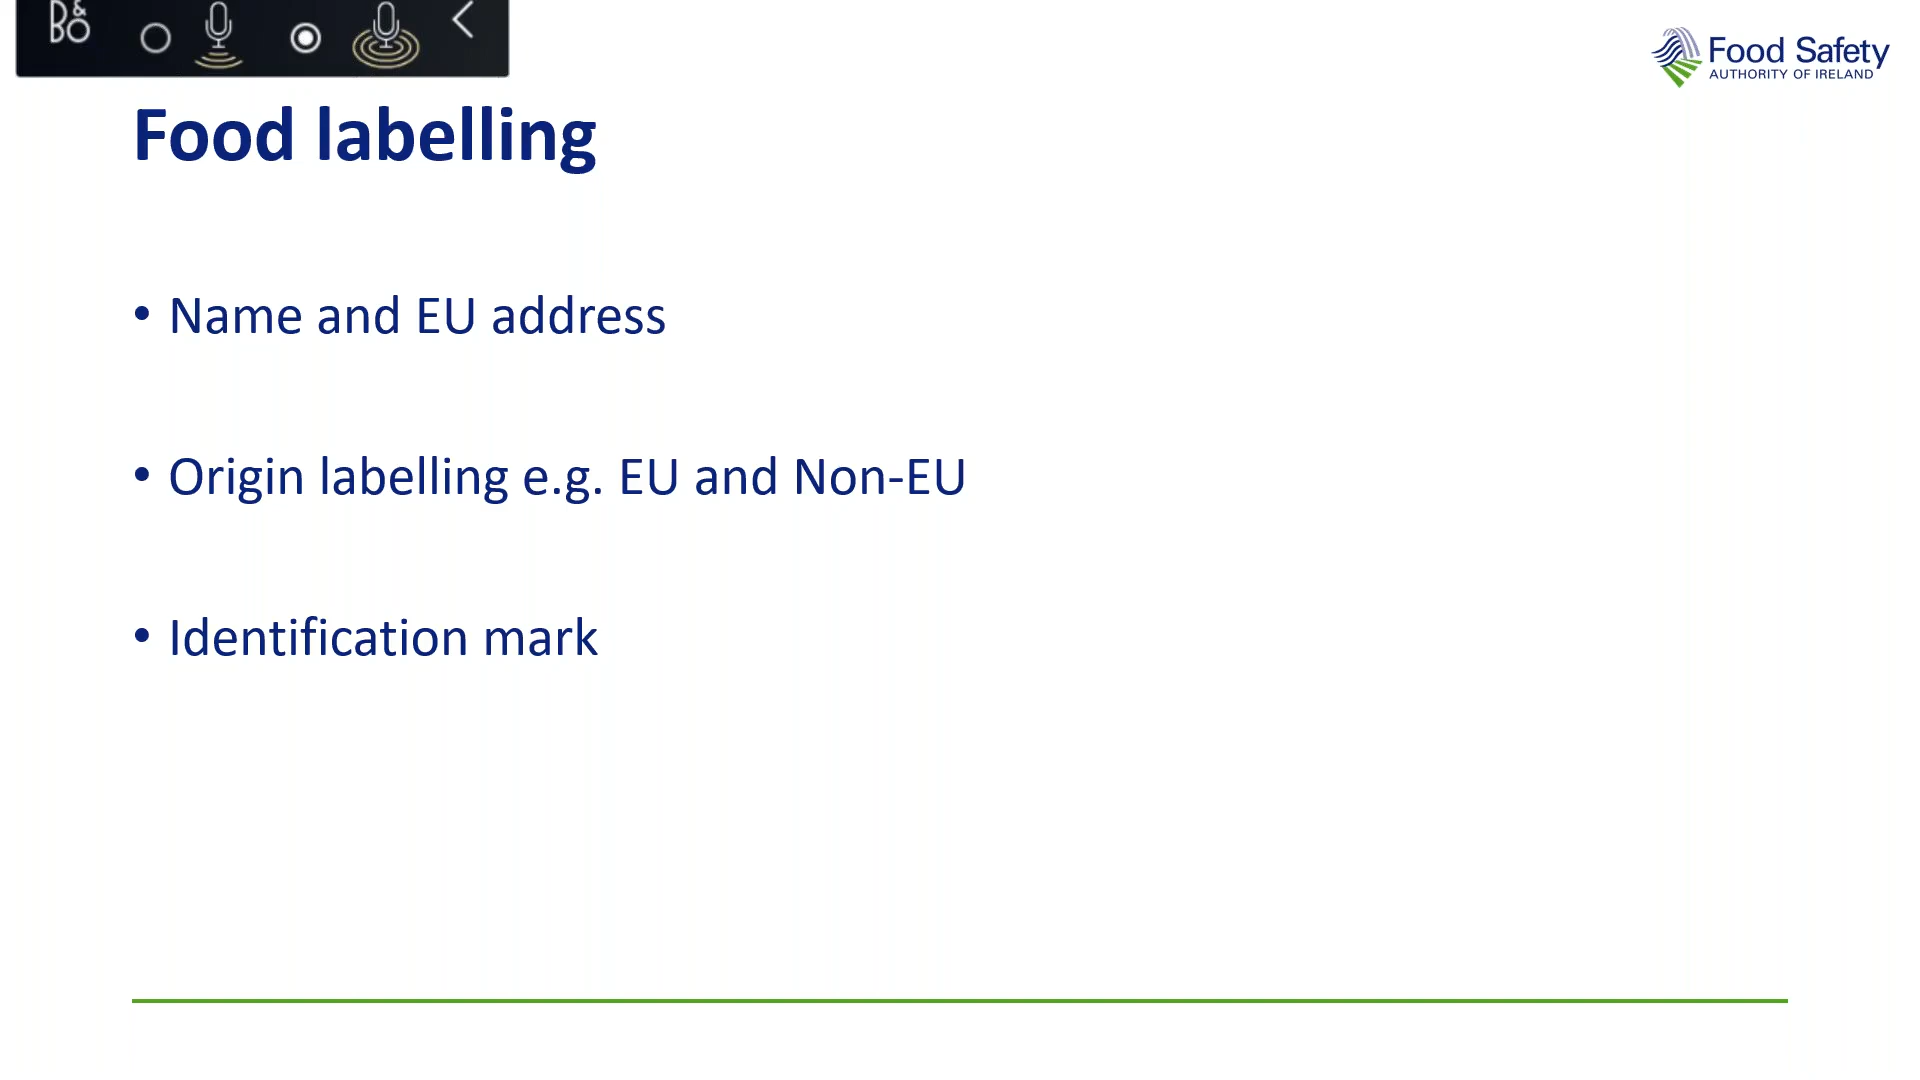 B&O
Food Safety
AUTHORITY OF IRELAND
Food labelling
• Name and EU address
• Origin labelling e.g. EU and Non-EU
• Identification mark